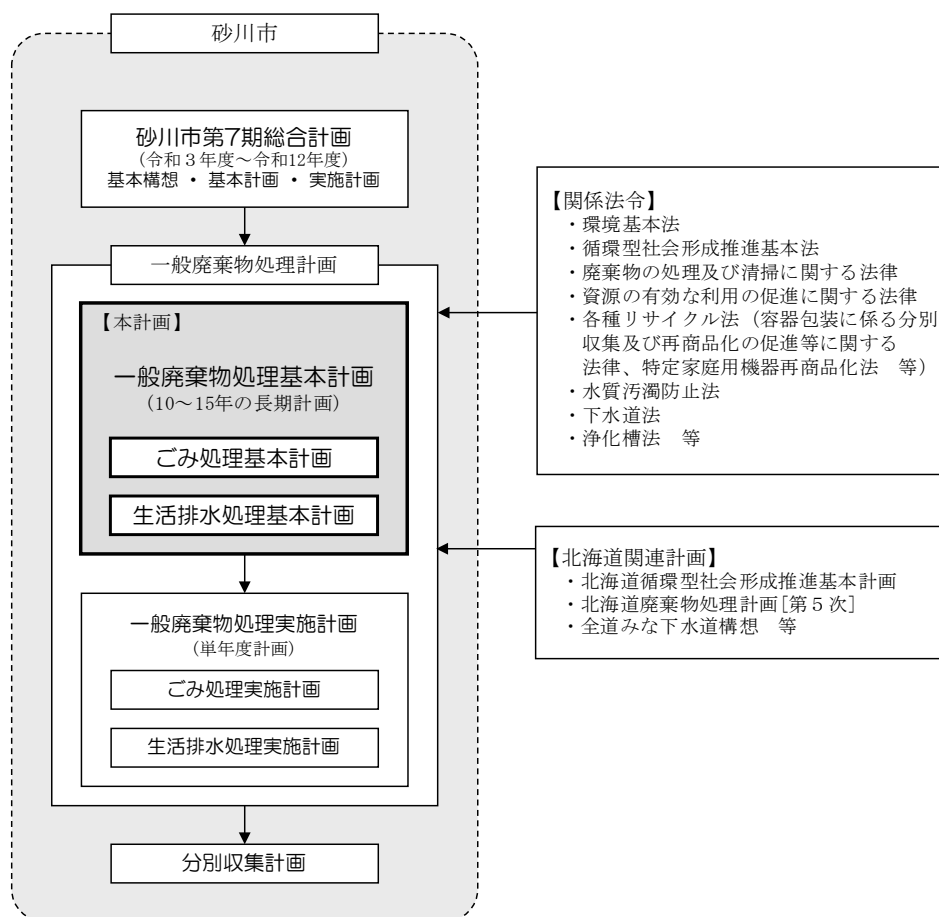 砂川市
砂川市第7期総合計画
(令和３年度～令和12年度)
基本構想 ・ 基本計画 ・ 実施計画
一般廃棄物処理計画
【本計画】
一般廃棄物処理基本計画
(10～15年の長期計画)
ごみ処理基本計画
生活排水処理基本計画
一般廃棄物処理実施計画
(単年度計画)
ごみ処理実施計画
生活排水処理実施計画
分別収集計画
【関係法令】
・環境基本法
・循環型社会形成推進基本法
・廃棄物の処理及び清掃に関する法律
・資源の有効な利用の促進に関する法律
・各種リサイクル法（容器包装に係る分別
収集及び再商品化の促進等に関する
法律、特定家庭用機器再商品化法　等）
・水質汚濁防止法
・下水道法
・浄化槽法　等
【北海道関連計画】
・北海道循環型社会形成推進基本計画
・北海道廃棄物処理計画[第５次]
・全道みな下水道構想　等